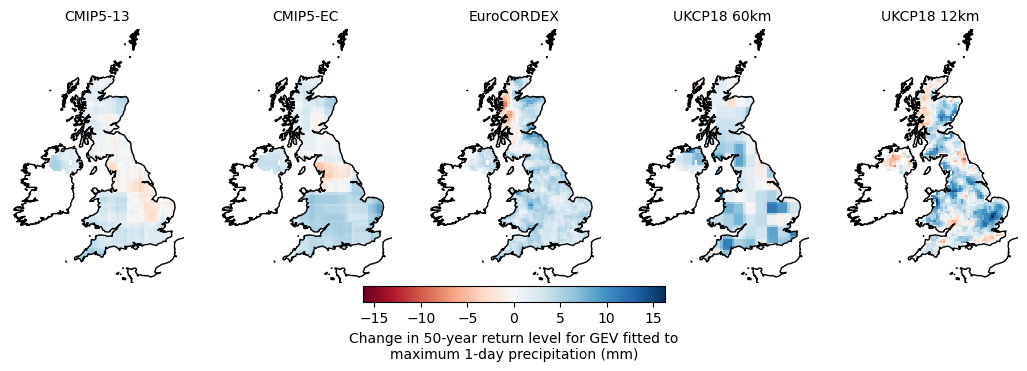 CMIP5-13
CMIP5-EC
EuroCORDEX
UKCP18 60km
UKCP18 12km
−15
−10
−5
0
5
10
15
Change in 50-year return level for GEV fitted to
maximum 1-day precipitation (mm)